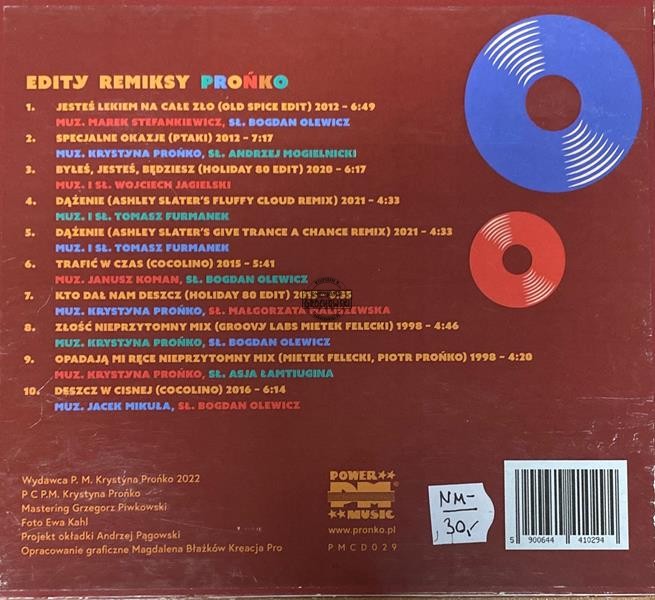 EDITY REMIKSY PROŃKO
1. JESTEŚ LEKIEM NA CAŁE ZŁO (OLD SPICE EDIT) 2012 – 6:49
MUZ. MAREK STEFANKIEWICZ, SŁ. BOGDAN OLEWICZ
2. SPECJALNE OKAZJE (PTAKI) 2012 – 7:17
MUZ. KRYSTYNA PROŃKO, SŁ. ANDRZEJ MOGIELNICKI
3. BYŁEŚ, JESTEŚ, BĘDZIESZ (HOLIDAY 80 EDIT) 2020 – 6:17
MUZ. I SŁ. WOJCIECH JAGIELSKI
4. DĄŻENIE (ASHLEY SLATER'S FLUFFY CLOUD REMIX) 2021 – 4:33
MUZ. I SŁ. TOMASZ FURMANEK
5. DĄŻENIE (ASHLEY SLATER'S GIVE TRANCE A CHANCE REMIX) 2021 – 4:33
MUZ. I SŁ. TOMASZ FURMANEK
6. TRAFIĆ W CZAS (COCOLINO) 2015 – 5:41
MUZ. JANUSZ KOMAN, SŁ. BOGDAN OLEWICZ
7. KTO DAŁ NAM DESZCZ (HOLIDAY 80 EDIT) 2015 – 6:35
MUZ. KRYSTYNA PROŃKO, SŁ. MAŁGORZATA MALISZEWSKA
8. ZŁOŚĆ NIEPRZYTOMNY MIX (GROOVY LABS MIETEK FELECKI) 1998 – 4:46
MUZ. KRYSTYNA PROŃKO, SŁ. BOGDAN OLEWICZ
9. OPADAJĄ MI RĘCE NIEPRZYTOMNY MIX (MIETEK FELECKI, PIOTR PROŃKO) 1998 – 4:20
MUZ. KRYSTYNA PROŃKO, SŁ. ASJA ŁAMTIUGINA
10. DESZCZ W CISNEJ (COCOLINO) 2016 – 6:14
MUZ. JACEK MIKUŁA, SŁ. BOGDAN OLEWICZ
Wydawca P. M. Krystyna Prońko 2022
P C P.M. Krystyna Prońko
Mastering Grzegorz Piwkowski
Foto Ewa Kahl
Projekt okładki Andrzej Pągowski
Opracowanie graficzne Magdalena Błażków Kreacja Pro
POWER
PM
MUSIC
www.pronko.pl
PMCD029
NM-
30,-
5 900644 410294